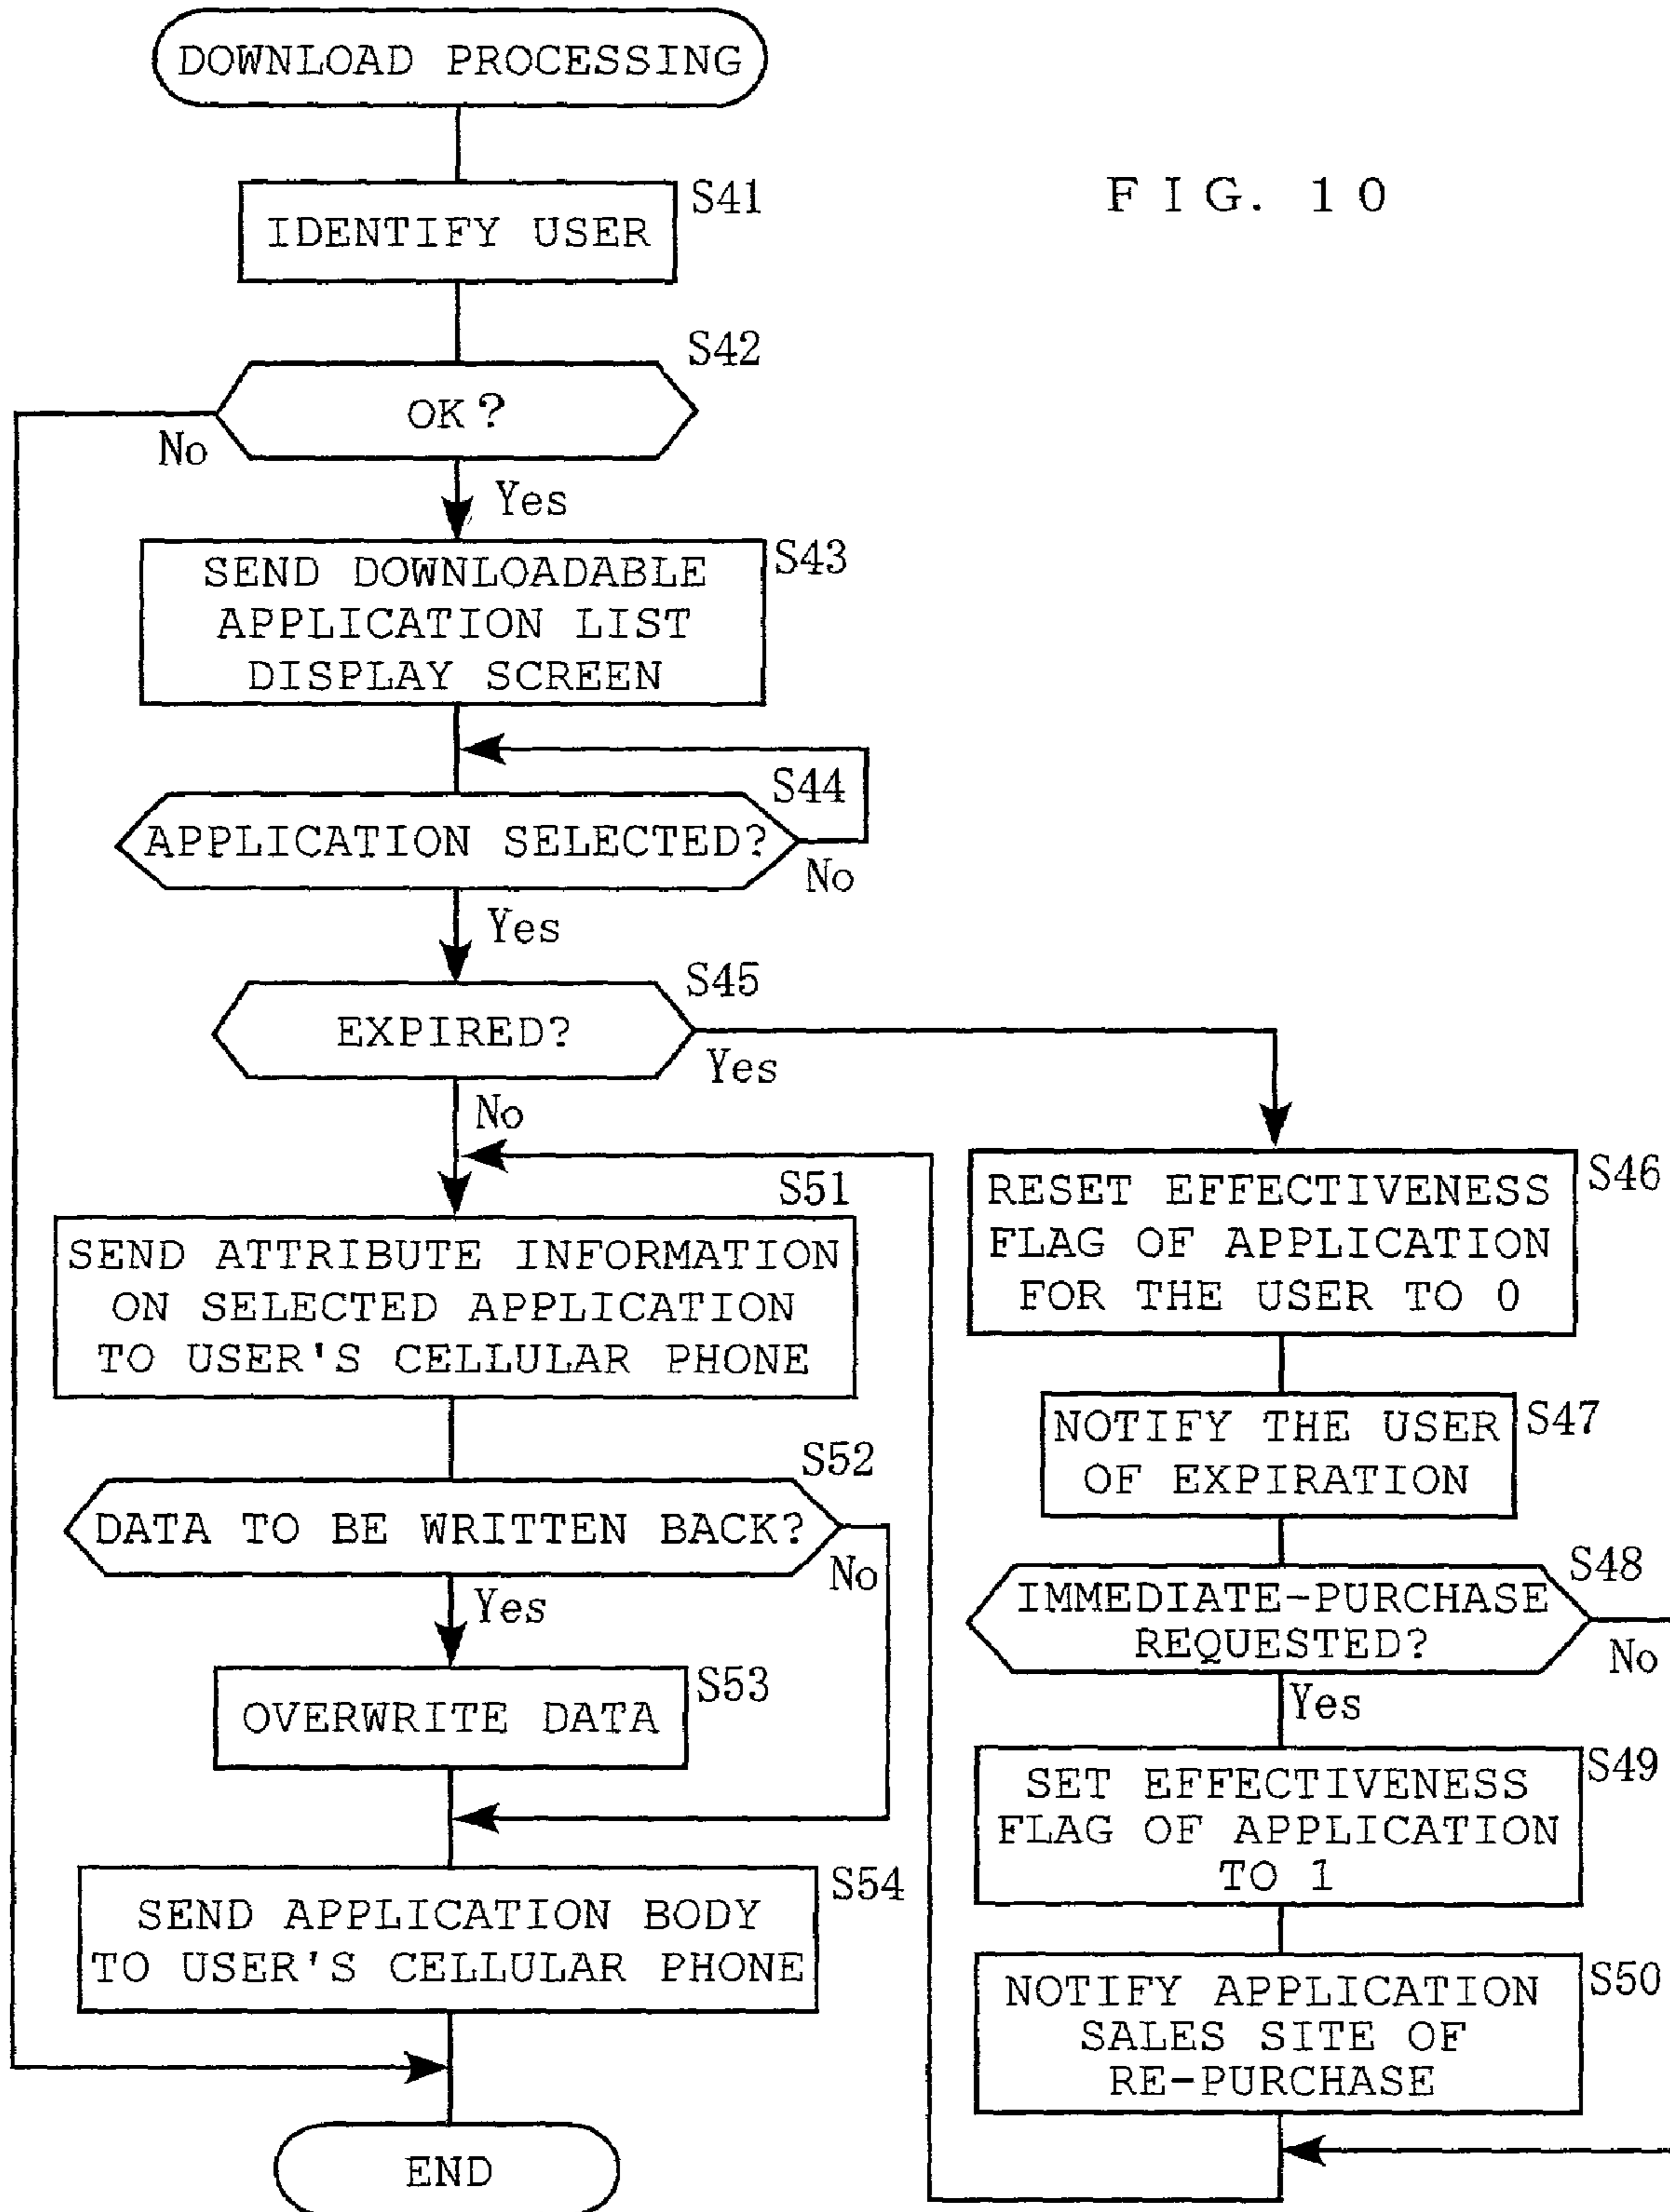 DOWNLOAD PROCESSING
FIG. 10
S41
IDENTIFY USER
S42
OK?
No
Yes
S43
SEND DOWNLOADABLE
APPLICATION LIST
DISPLAY SCREEN
S44
APPLICATION SELECTED?
No
Yes
S45
EXPIRED?
Yes
No
S51
SEND ATTRIBUTE INFORMATION
ON SELECTED APPLICATION
TO USER'S CELLULAR PHONE
S52
DATA TO BE WRITTEN BACK?
No
Yes
S53
OVERWRITE DATA
S54
SEND APPLICATION BODY
TO USER'S CELLULAR PHONE
END
S46
RESET EFFECTIVENESS
FLAG OF APPLICATION
FOR THE USER TO 0
S47
NOTIFY THE USER
OF EXPIRATION
S48
IMMEDIATE-PURCHASE
REQUESTED?
No
Yes
S49
SET EFFECTIVENESS
FLAG OF APPLICATION
TO 1
S50
NOTIFY APPLICATION
SALES SITE OF
RE-PURCHASE